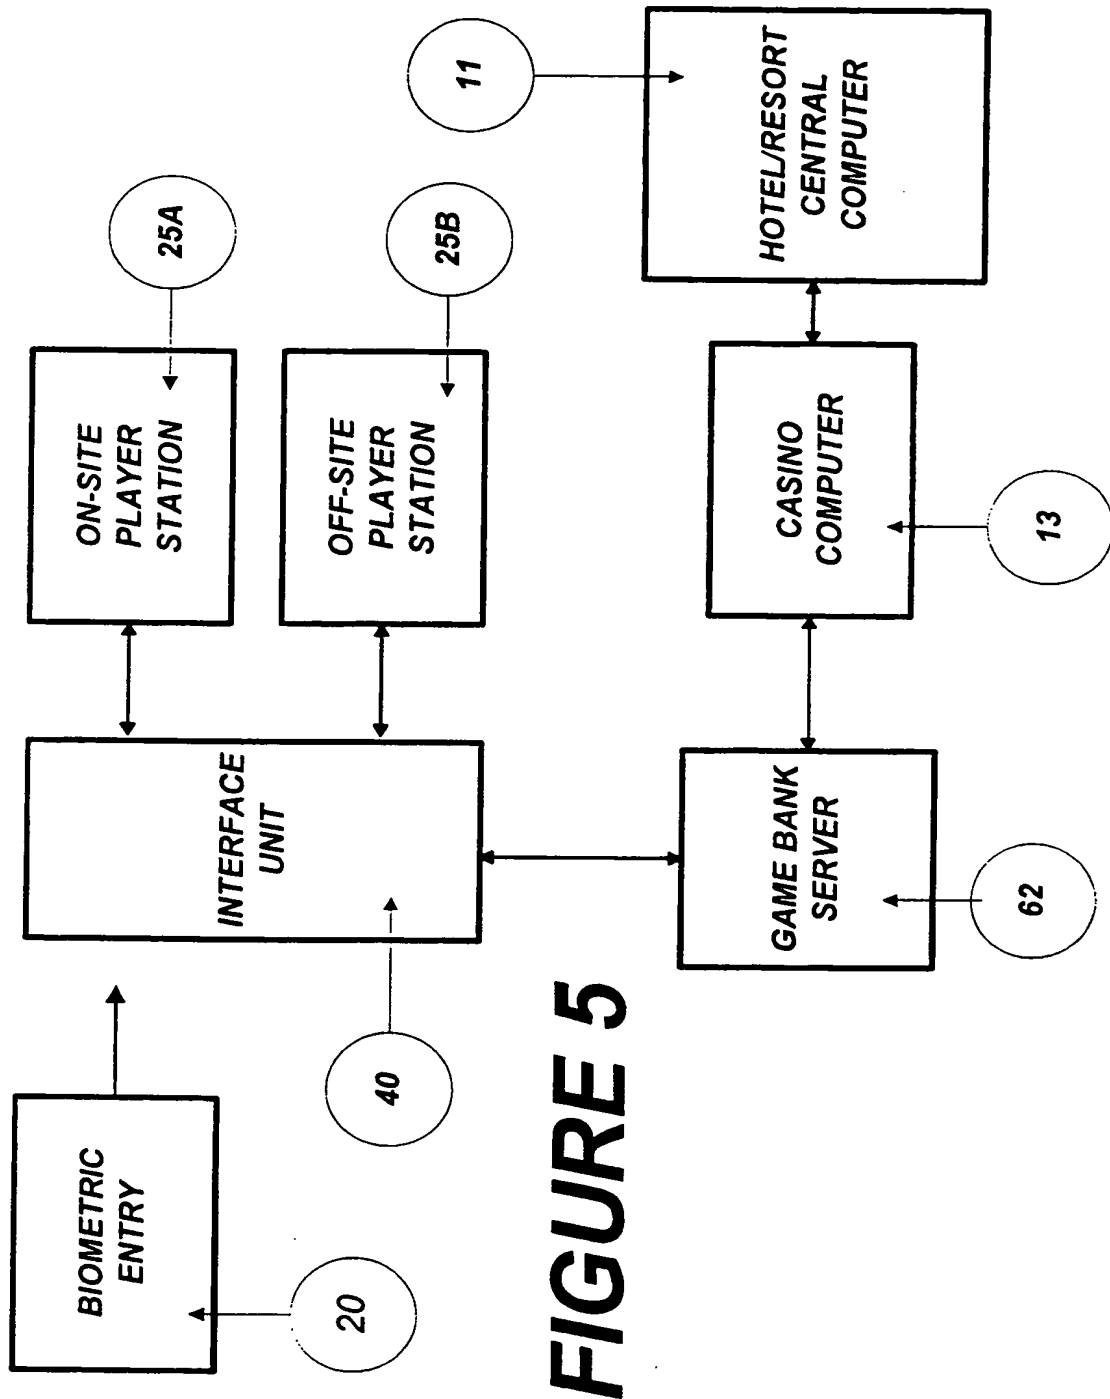 BIOMETRIC
ENTRY
20
INTERFACE
UNIT
40
ON-SITE
PLAYER
STATION
25A
OFF-SITE
PLAYER
STATION
25B
GAME BANK
SERVER
62
CASINO
COMPUTER
13
HOTEL/RESORT
CENTRAL
COMPUTER
11
FIGURE 5